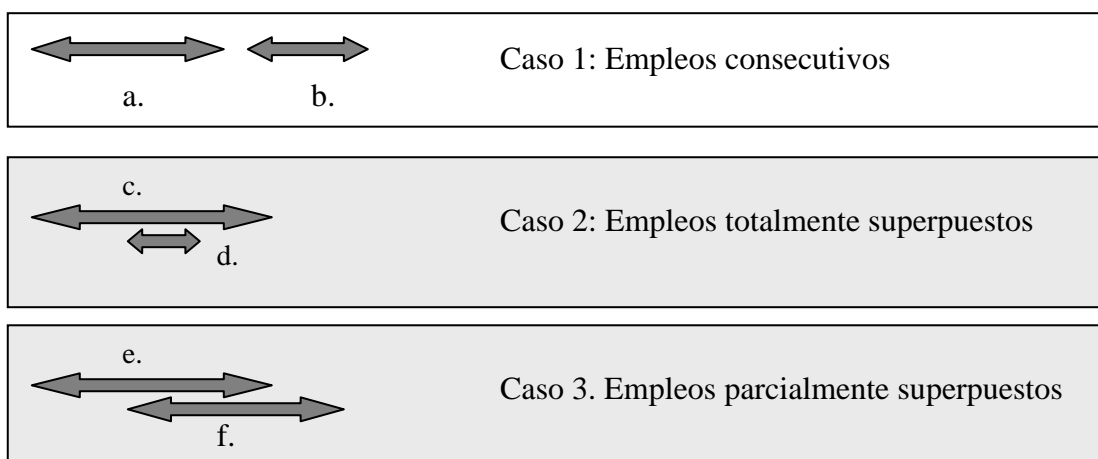 Caso 1: Empleos consecutivos
a. b.
c.
Caso 2: Empleos totalmente superpuestos
d.
e.
Caso 3. Empleos parcialmente superpuestos
f.